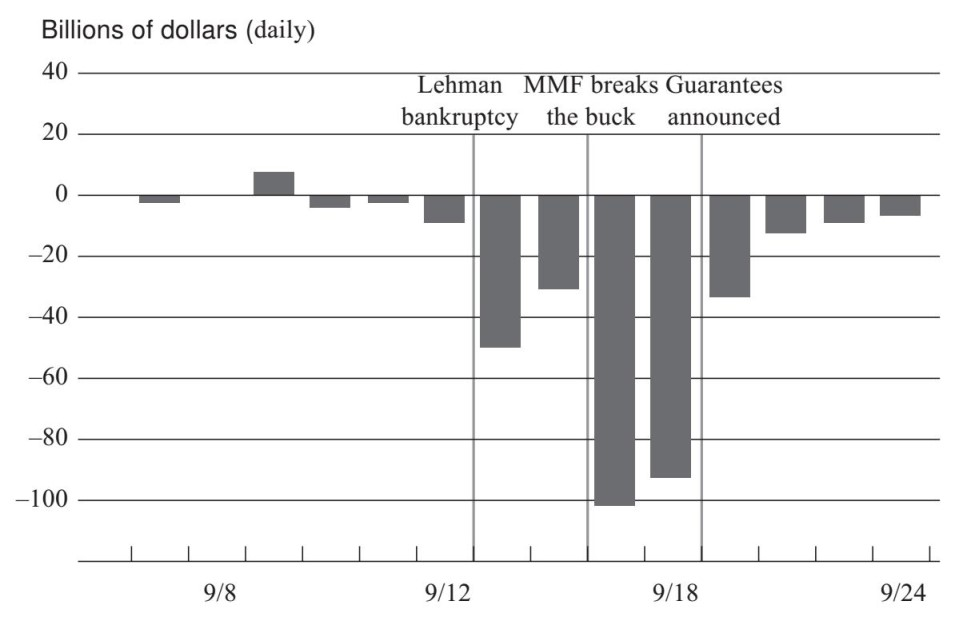 Billions of dollars (daily)
40
Lehman MMF breaks Guarantees
bankruptcy the buck announced
20
0
–20
–40
–60
–80
–100
9/8 9/12 9/18 9/24